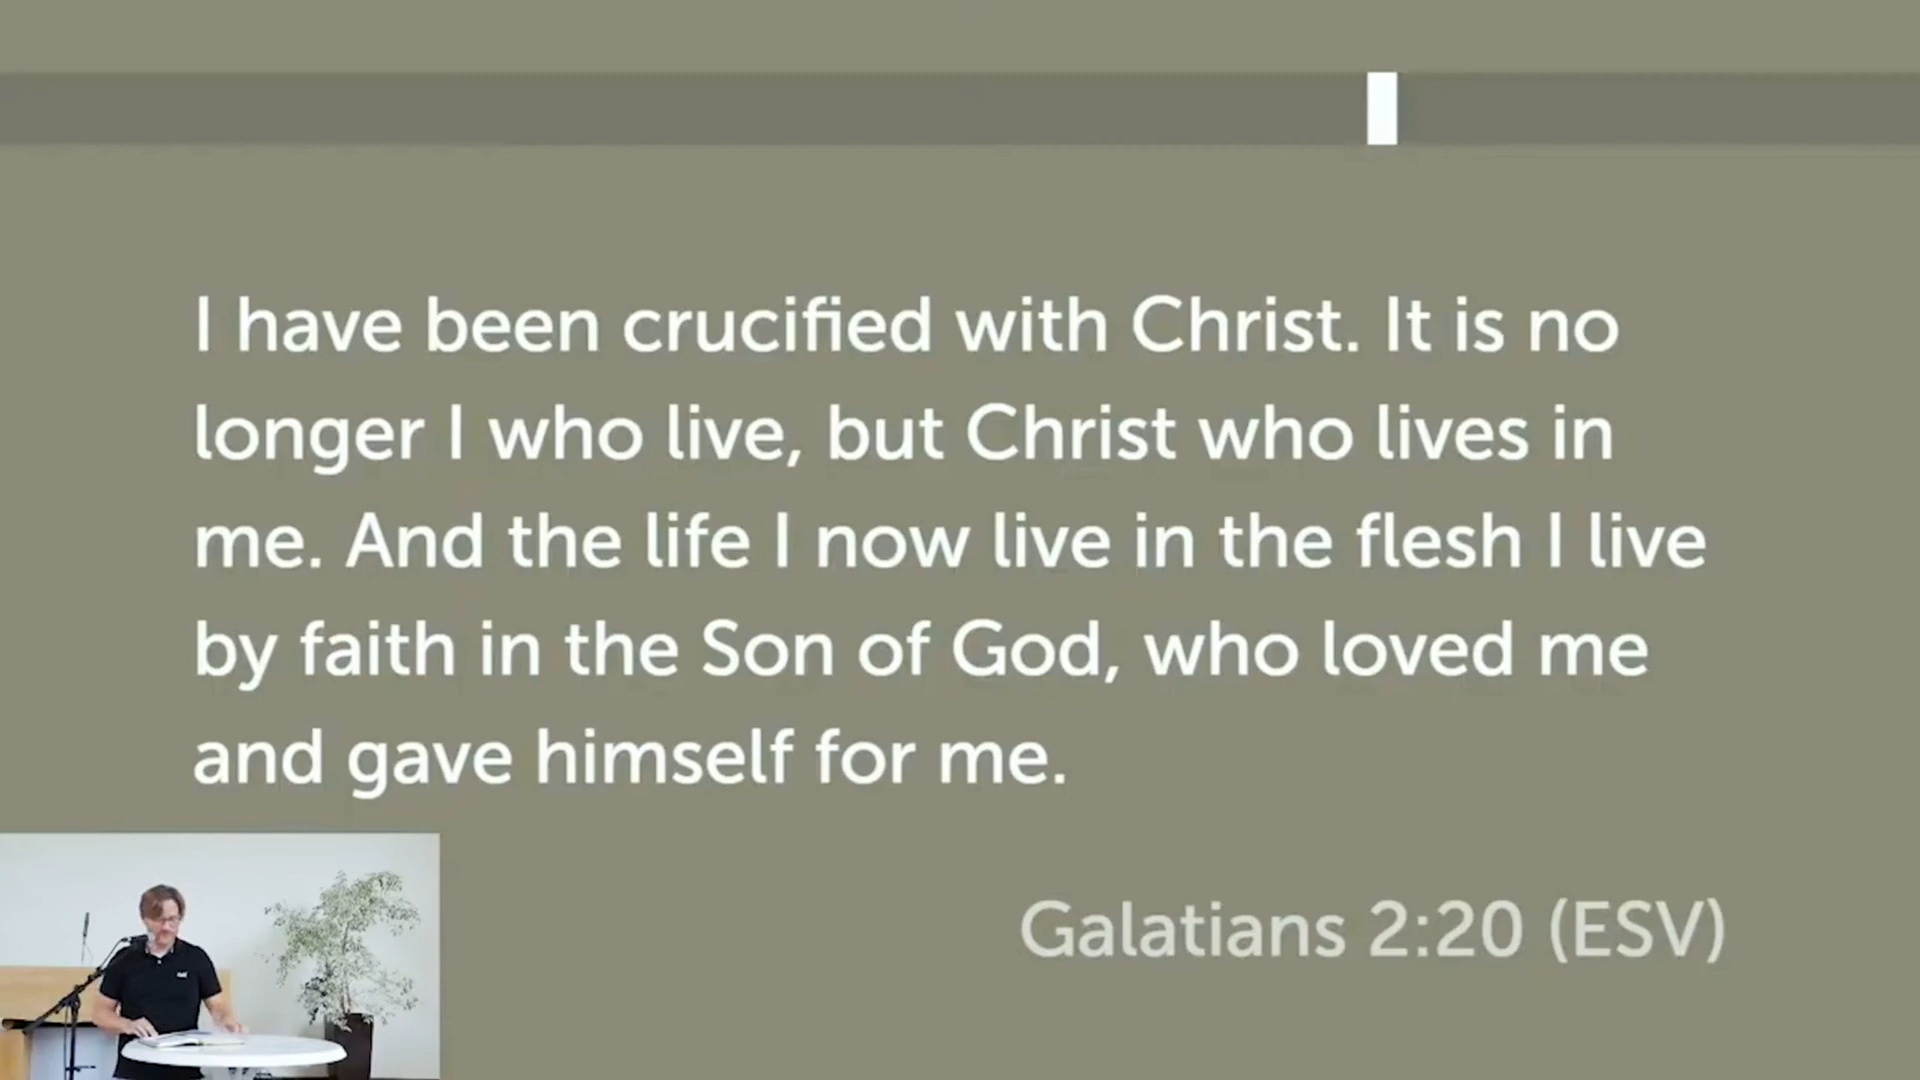 I have been crucified with Christ. It is no
longer I who live, but Christ who lives in
me. And the life I now live in the flesh I live
by faith in the Son of God, who loved me
and gave himself for me.
Galatians 2:20 (ESV)